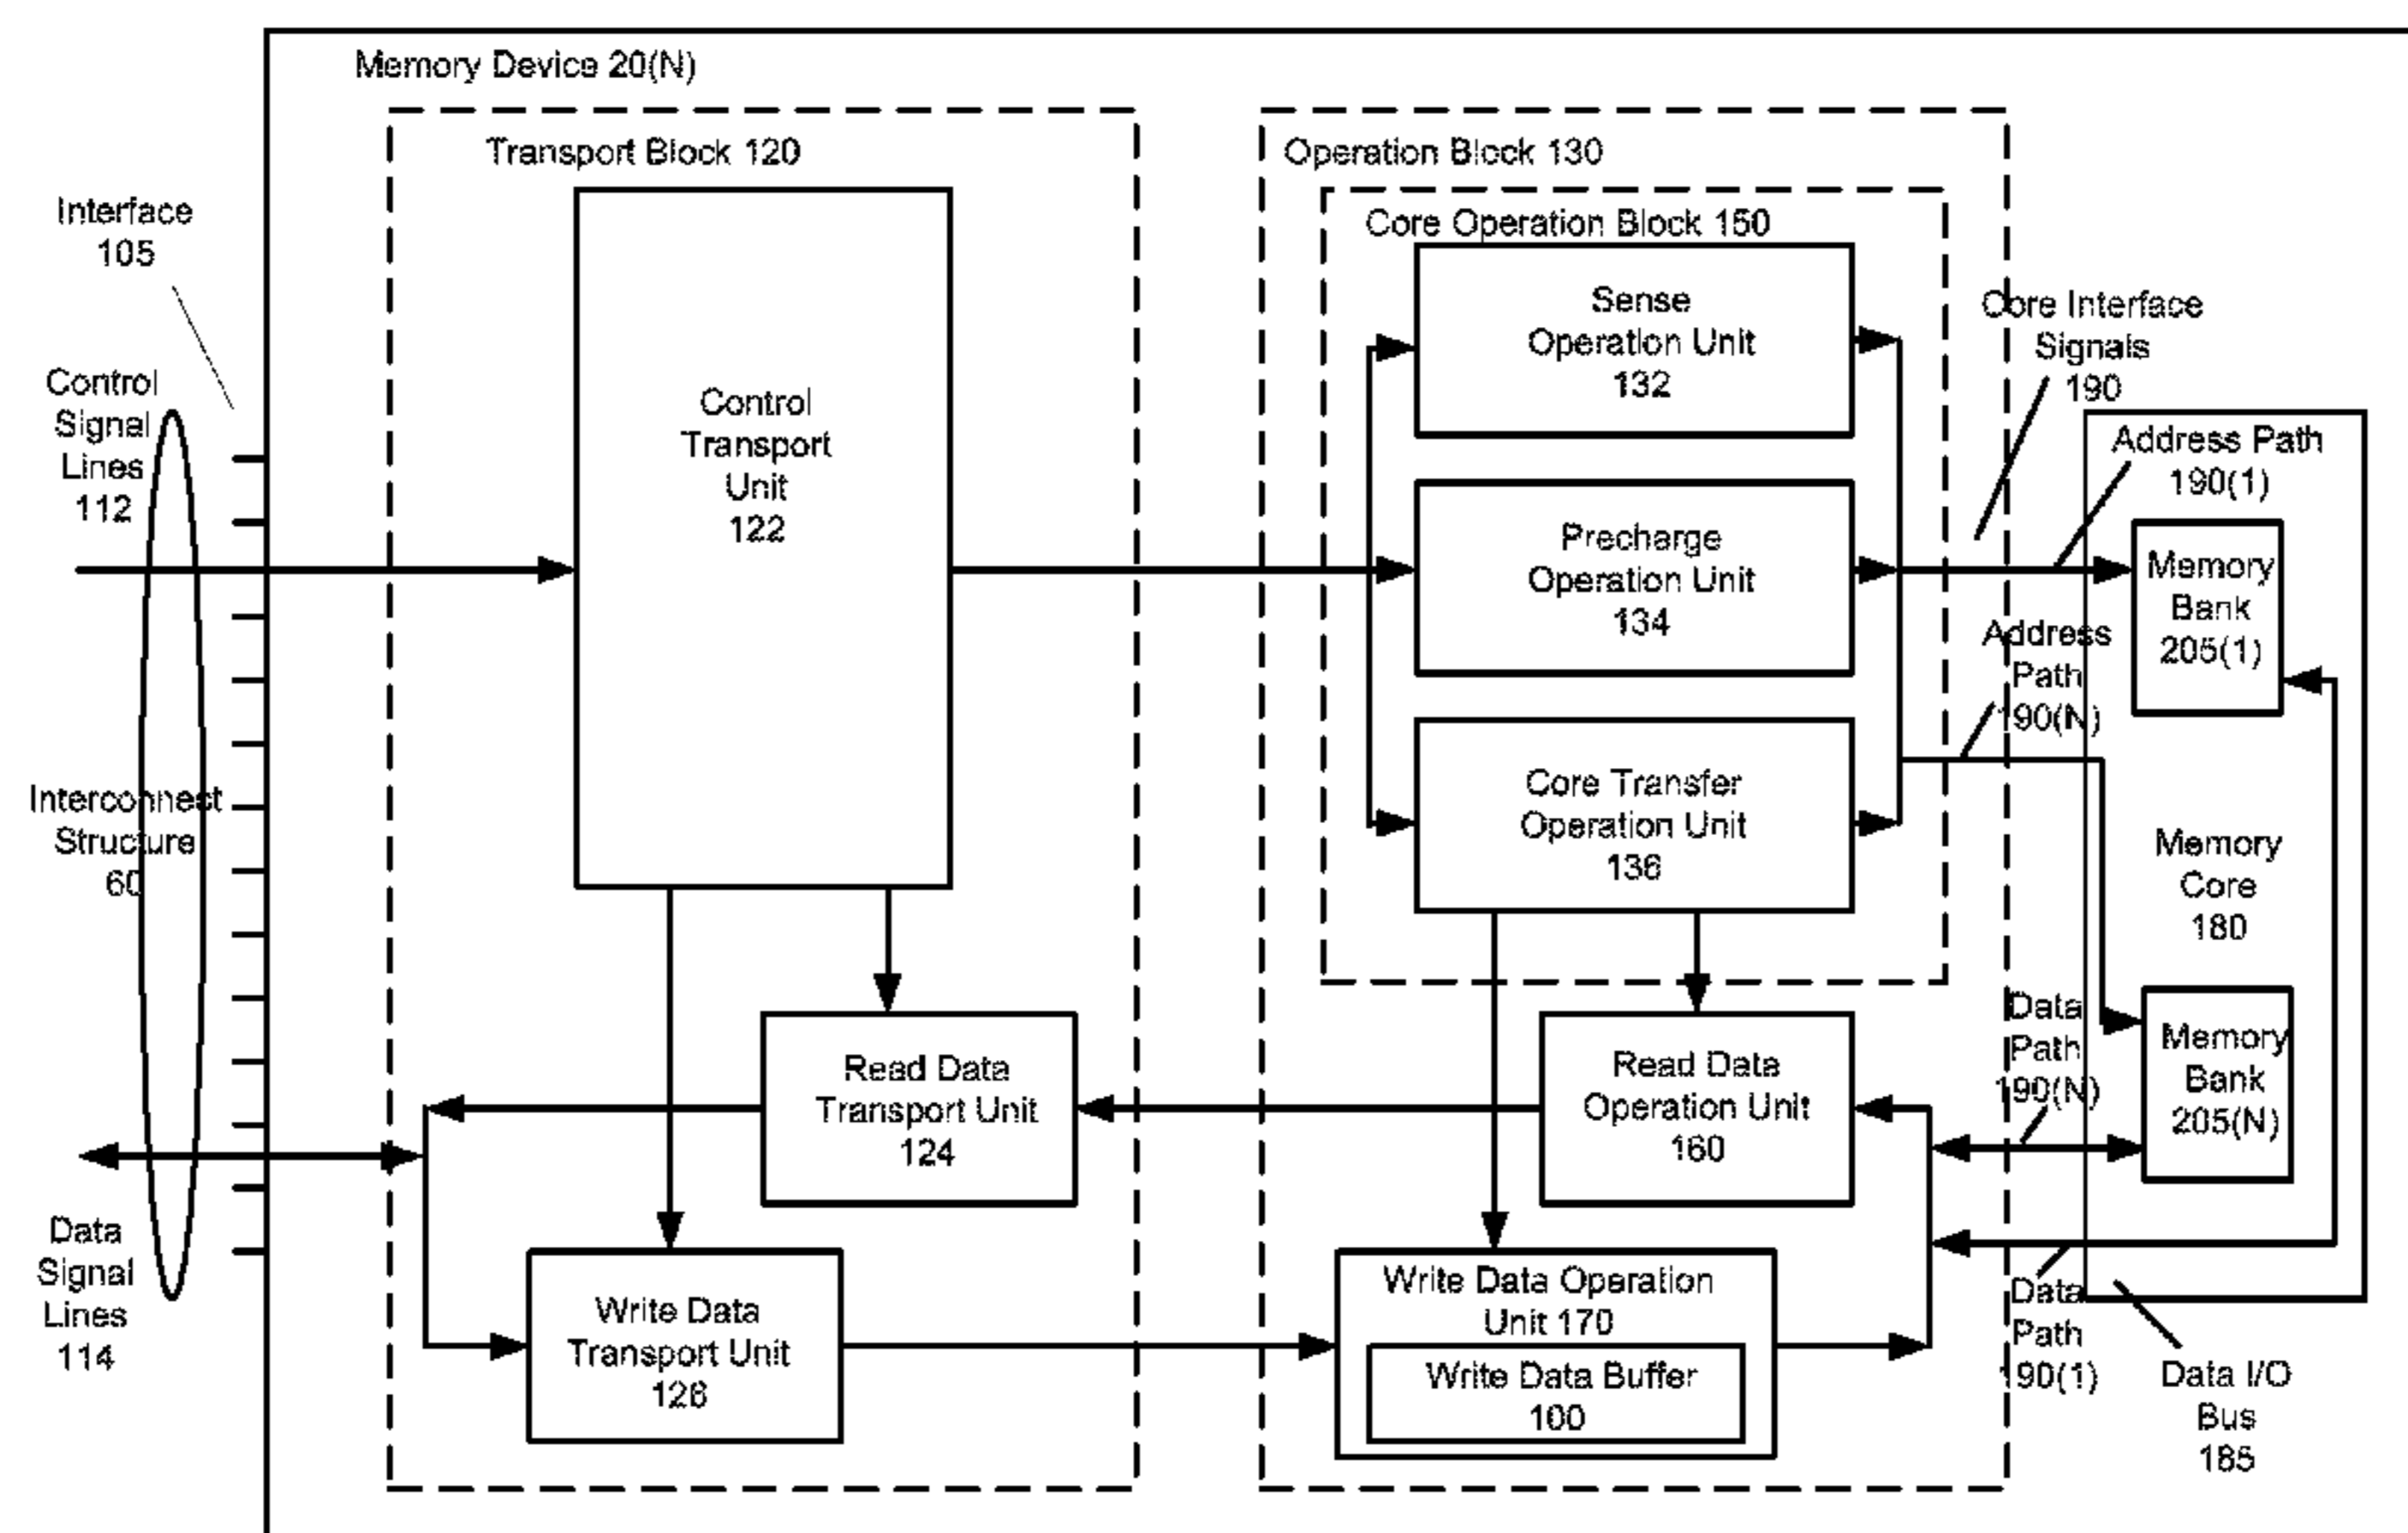 Memory Device 20(N)
Transport Block 120
Operation Block 130
Interface
105
Core Operation Block 150
Control
Signal
Lines
112
Control
Transport
Unit
122
Sense
Operation Unit
132
Core Interface
Signals
190
Address Path
190(1)
Precharge
Operation Unit
134
Memory
Bank
205(1)
Address
Path
190(N)
Interconnect
Structure
60
Core Transfer
Operation Unit
136
Memory
Core
180
Data
Path
190(N)
Memory
Bank
205(N)
Read Data
Transport Unit
124
Read Data
Operation Unit
160
Data
Signal
Lines
114
Write Data
Transport Unit
126
Write Data Operation
Unit 170
Write Data Buffer
100
Data
Path
190(1)
Data I/O
Bus
185